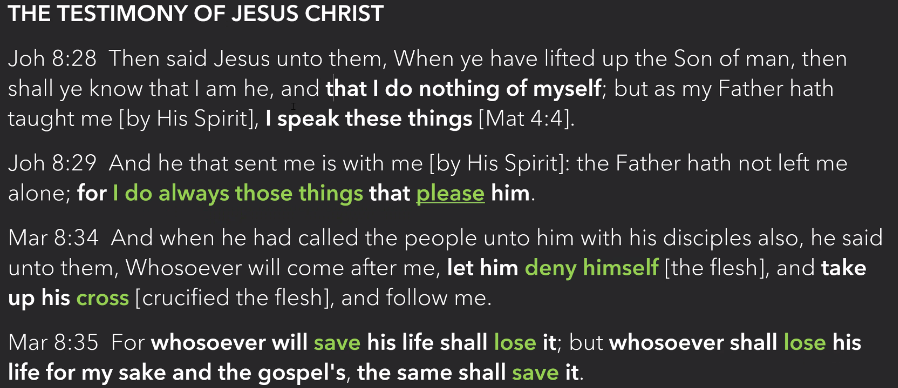 THE TESTIMONY OF JESUS CHRIST
Joh 8:28 Then said Jesus unto them, When ye have lifted up the Son of man, then
shall ye know that I am he, and that I do nothing of myself; but as my Father hath
taught me [by His Spirit], I speak these things [Mat 4:4].
Joh 8:29 And he that sent me is with me [by His Spirit]: the Father hath not left me
alone; for I do always those things that please him.
Mar 8:34 And when he had called the people unto him with his disciples also, he said
unto them, Whosoever will come after me, let him deny himself [the flesh], and take
up his cross [crucified the flesh], and follow me.
Mar 8:35 For whosoever will save his life shall lose it; but whosoever shall lose his
life for my sake and the gospel's, the same shall save it.